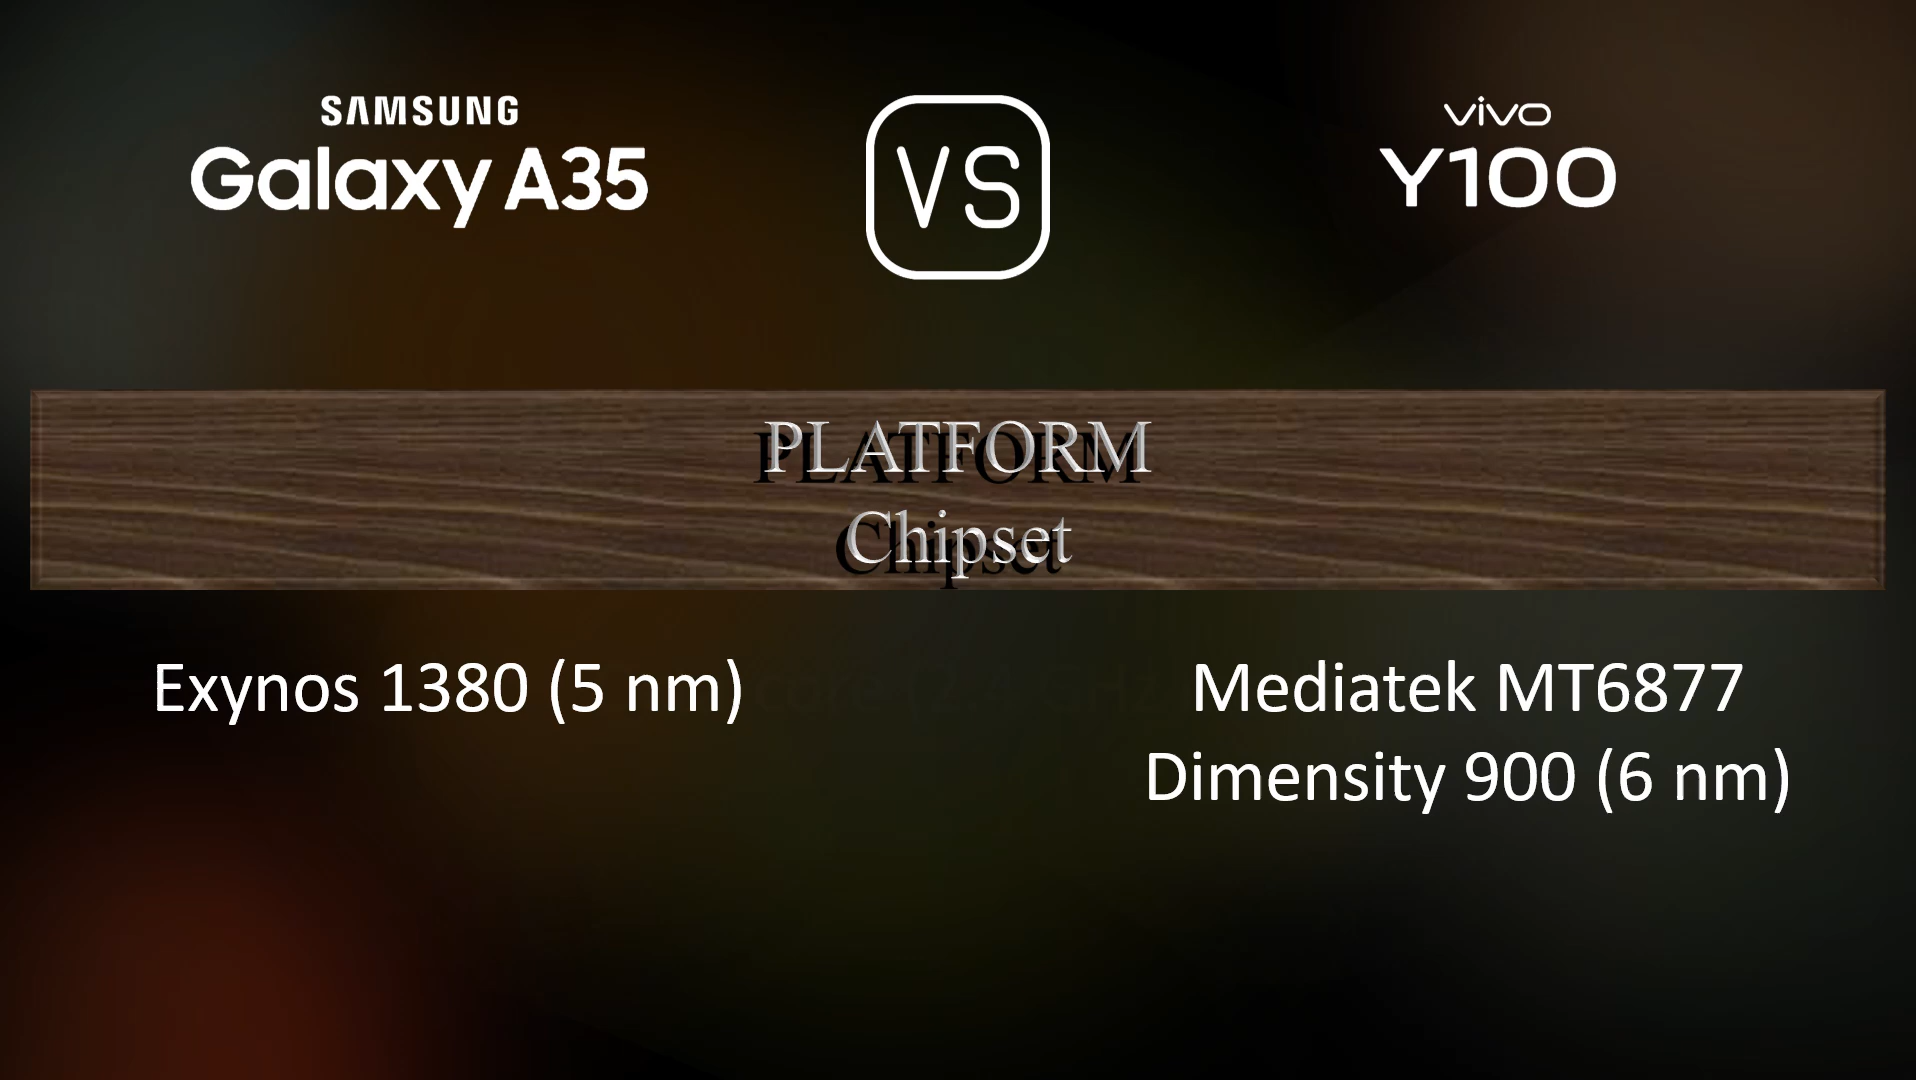 SAMSUNG
Galaxy A35
VS
vivo
Y100
PLATFORM
Chipset
Exynos 1380 (5 nm)
Mediatek MT6877
Dimensity 900 (6 nm)